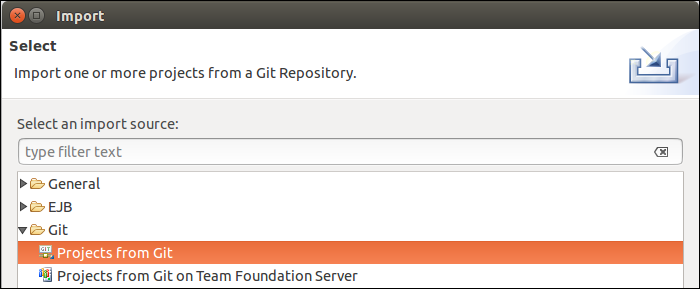 Import
Select
Import one or more projects from a Git Repository.
Select an import source:
type filter text
General
EJB
Git
GIT
Projects from Git
Projects from Git on Team Foundation Server